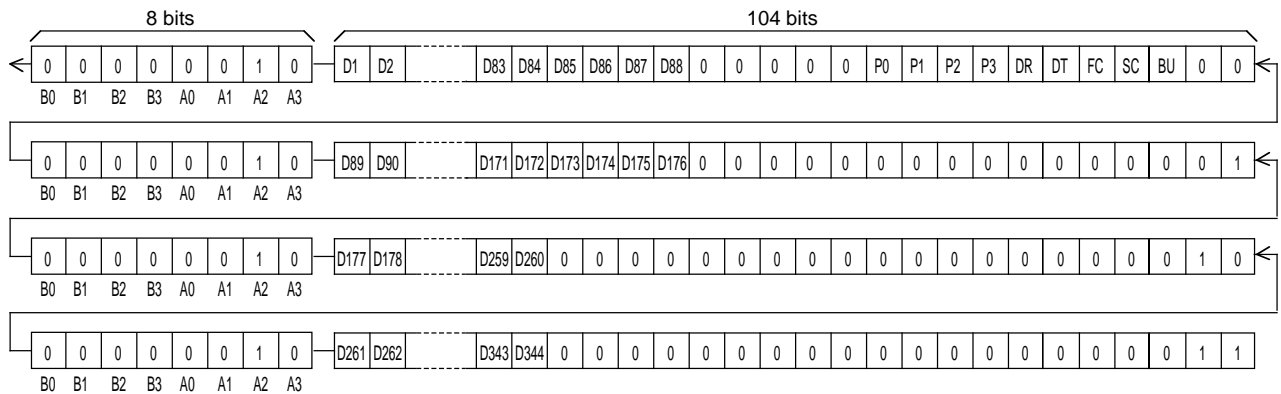 8 bits 104 bits
0 0 0 0 0 0 1 0 D1 D2 D83 D84 D85 D86 D87 D88 0 0 0 0 0 P0 P1 P2 P3 DR DT FC SC BU 0 0
B0 B1 B2 B3 A0 A1 A2 A3
0 0 0 0 0 0 1 0 D89 D90 D171 D172 D173 D174 D175 D176 0 0 0 0 0 0 0 0 0 0 0 0 0 0 0 1
B0 B1 B2 B3 A0 A1 A2 A3
0 0 0 0 0 0 1 0 D177 D178 D259 D260 0 0 0 0 0 0 0 0 0 0 0 0 0 0 0 0 0 0 1 0
B0 B1 B2 B3 A0 A1 A2 A3
0 0 0 0 0 0 1 0 D261 D262 D343 D344 0 0 0 0 0 0 0 0 0 0 0 0 0 0 0 0 0 0 1 1
B0 B1 B2 B3 A0 A1 A2 A3